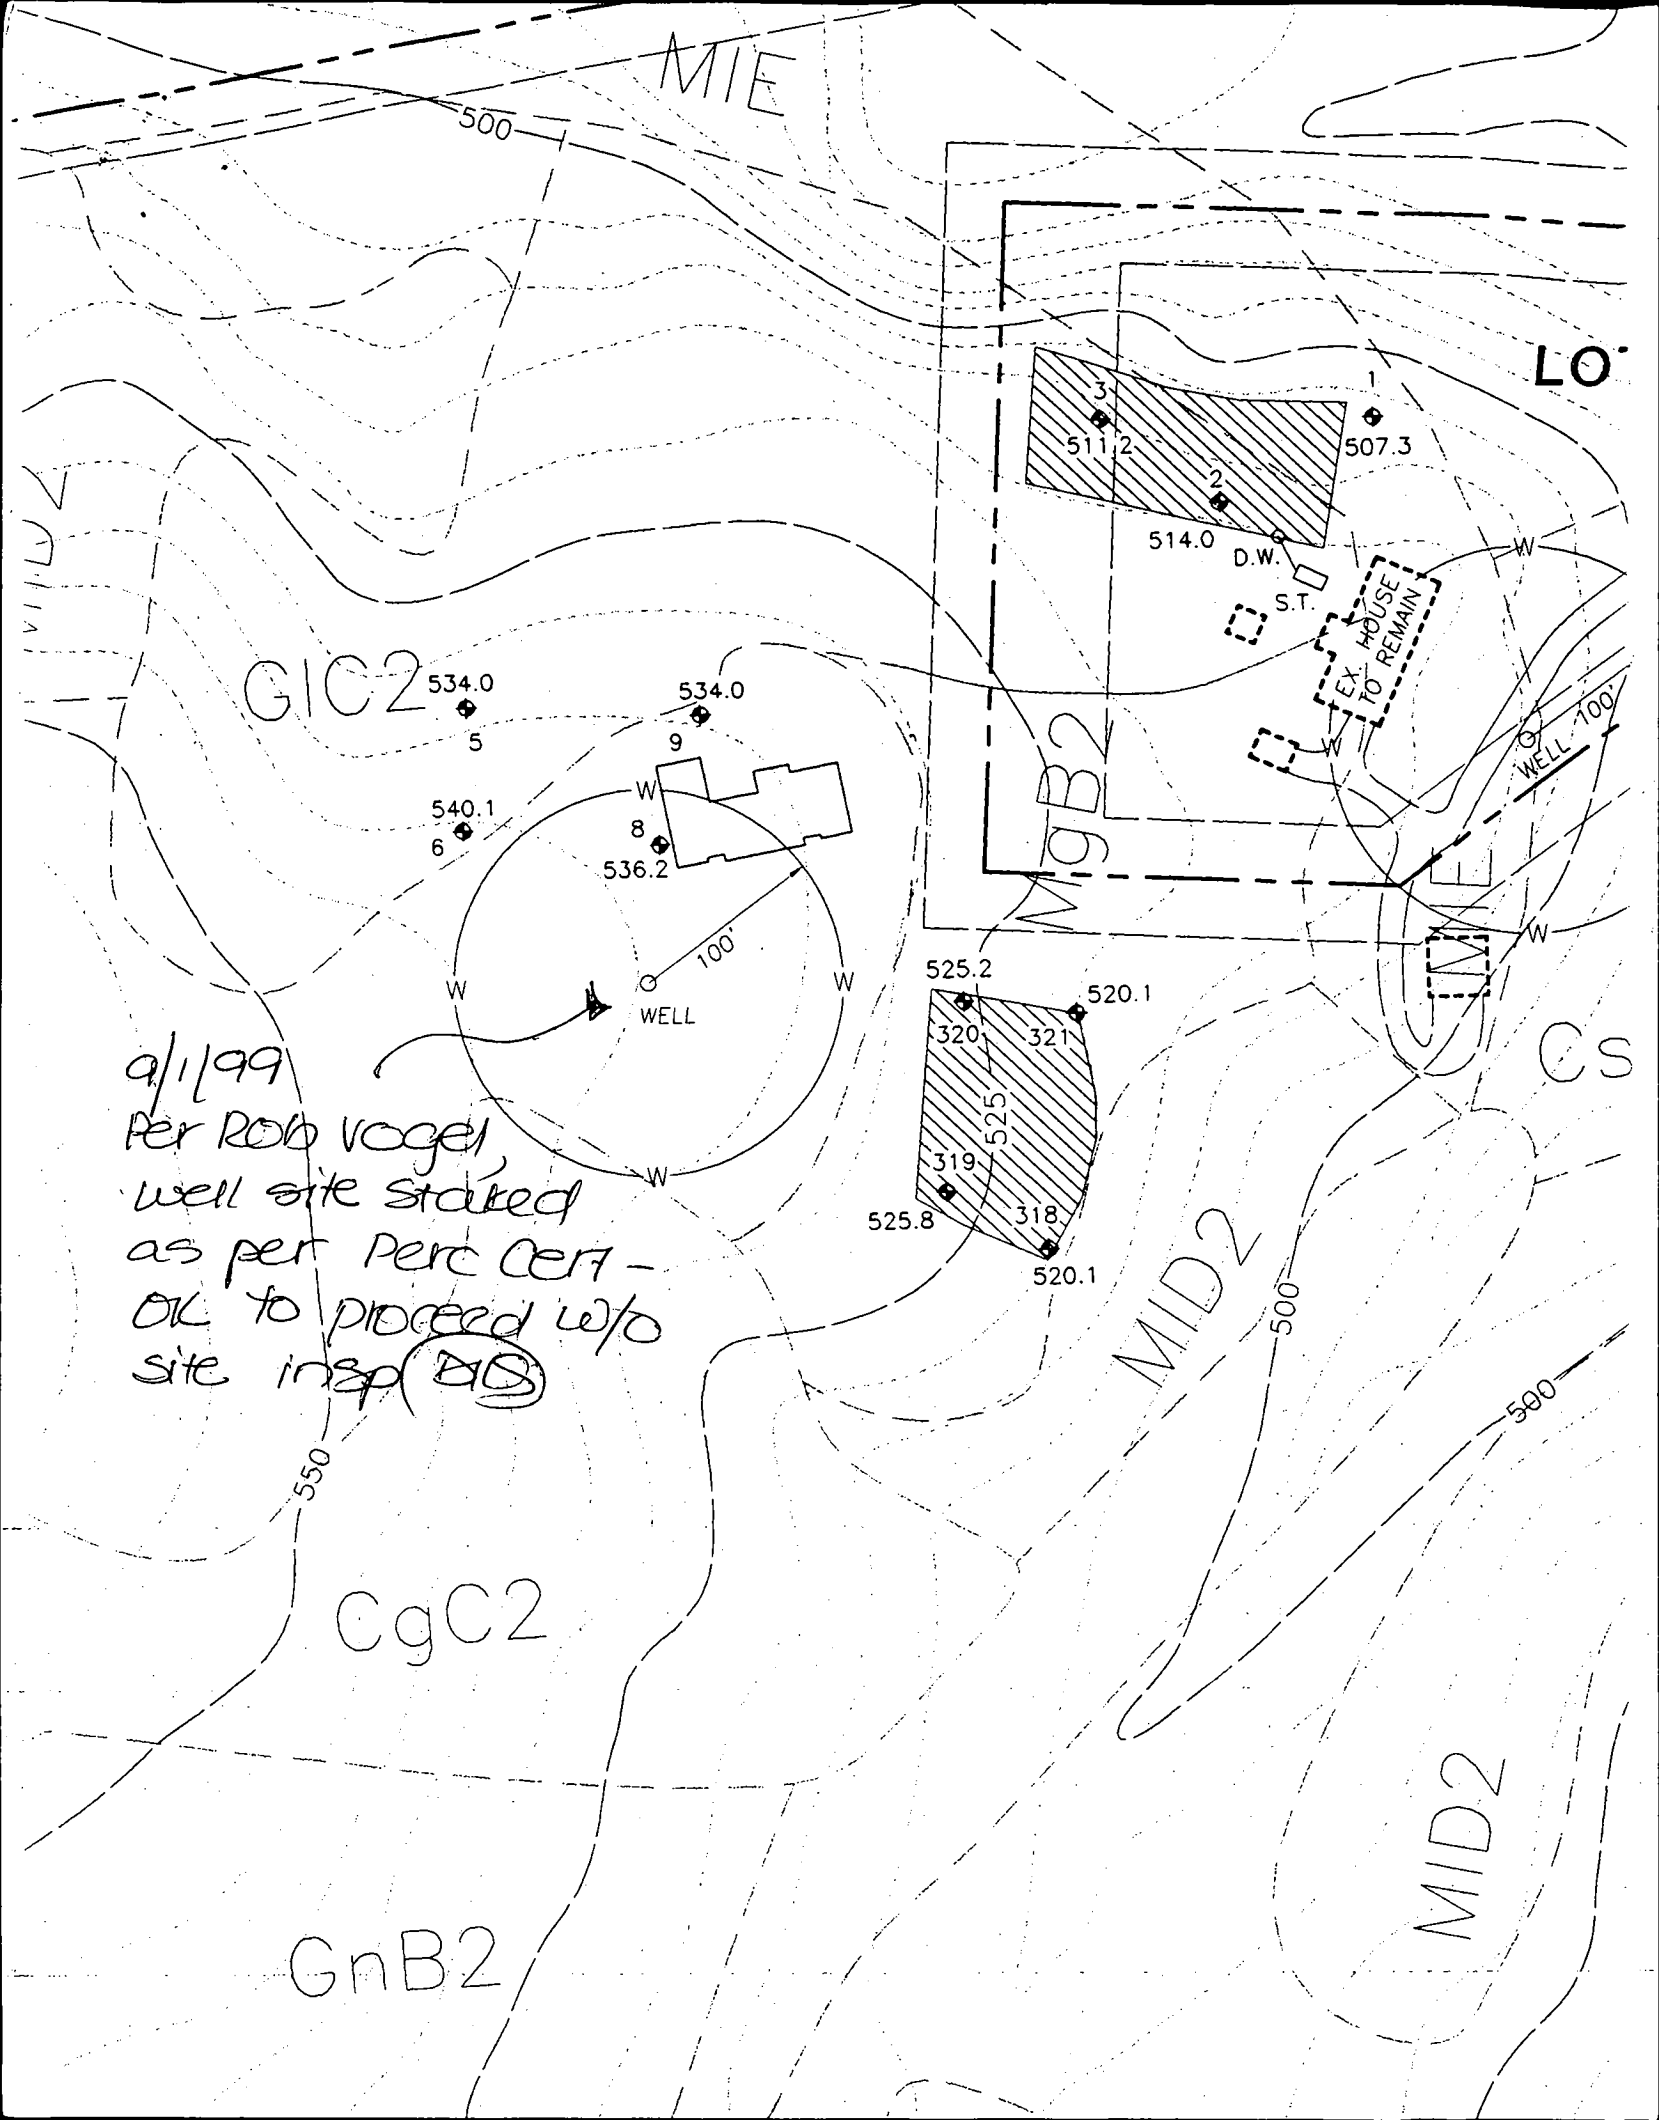 MIE
500
LO
3
511.2
1
507.3
2
514.0
D.W.
S.T.
W
EX. HOUSE
TO REMAIN
W
100'
WELL
GIC2
534.0
5
534.0
9
MgB2
540.1
6
W
8
536.2
MIE
W
100'
W
W
WELL
W
525.2
520.1
320
321
Cs
525
319
525.8
318
520.1
9/1/99
Per Rob Vogel,
well site staked
as per Perc Cert -
OK to proceed w/o
site insp
MID2
500
500
550
CgC2
MID2
GnB2